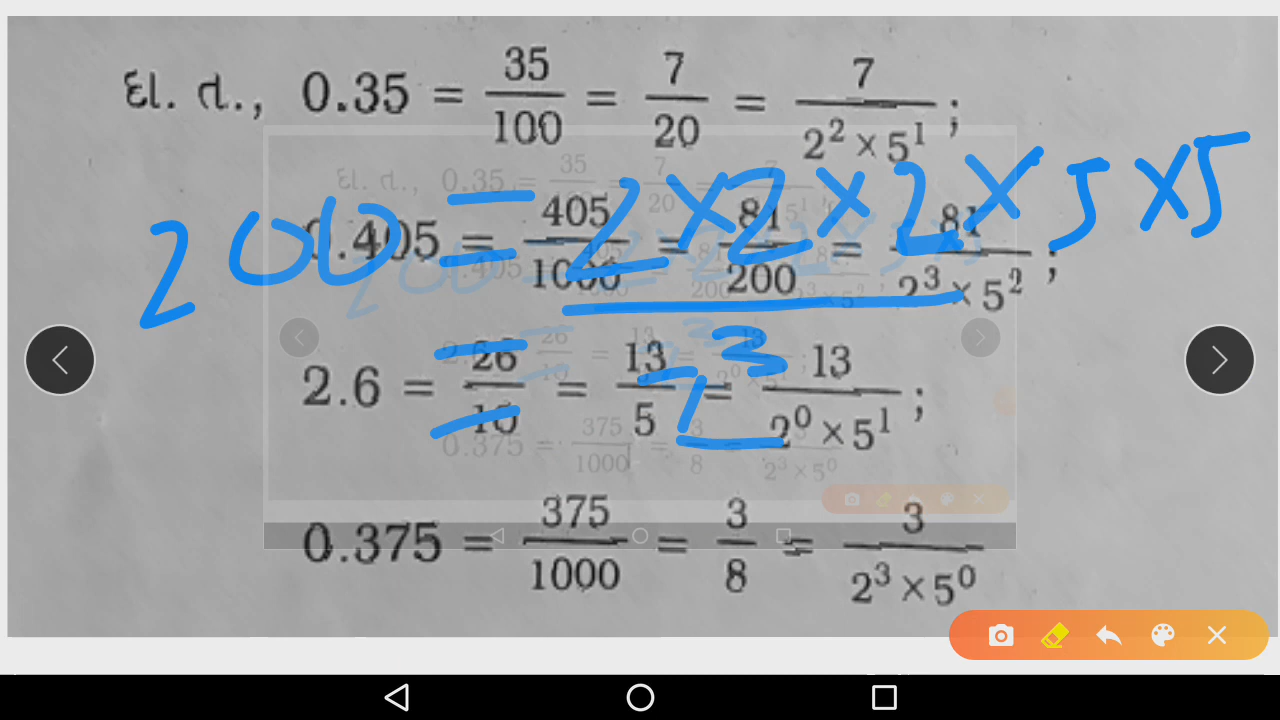 દા. ત., 0.35 = 35/100 = 7/20 = 7/(2² × 5¹) ;
200 = 2 × 2 × 2 × 5 × 5
0.405 = 405/1000 = 81/200 = 81/(2³ × 5²) ;
= 2³
2.6 = 26/10 = 13/5 = 13/(2⁰ × 5¹) ;
=
0.375 = 375/1000 = 3/8 = 3/(2³ × 5⁰)